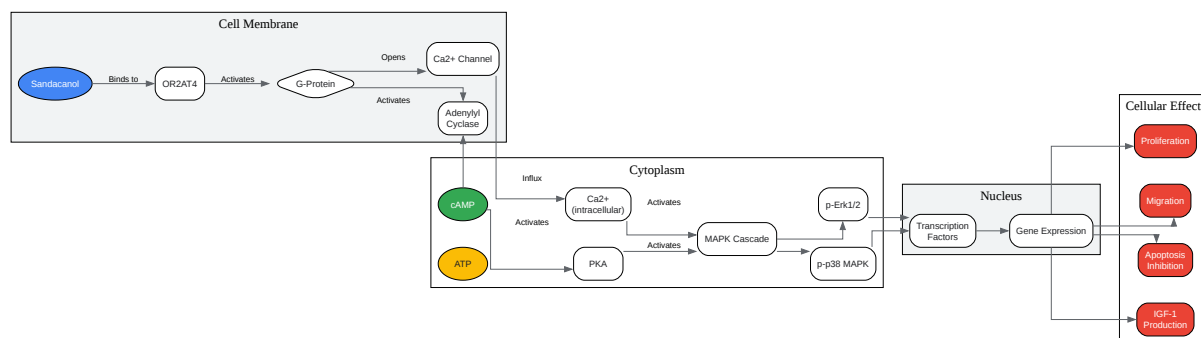 Cell Membrane
Sandacanol
Binds to
OR2AT4
Activates
G-Protein
Opens
Ca2+ Channel
Activates
Adenylyl
Cyclase
Cytoplasm
Influx
cAMP
Activates
ATP
Ca2+
(intracellular)
Activates
PKA
Activates
MAPK Cascade
p-Erk1/2
p-p38 MAPK
Nucleus
Transcription
Factors
Gene Expression
Cellular Effect
Proliferation
Migration
Apoptosis
Inhibition
IGF-1
Production